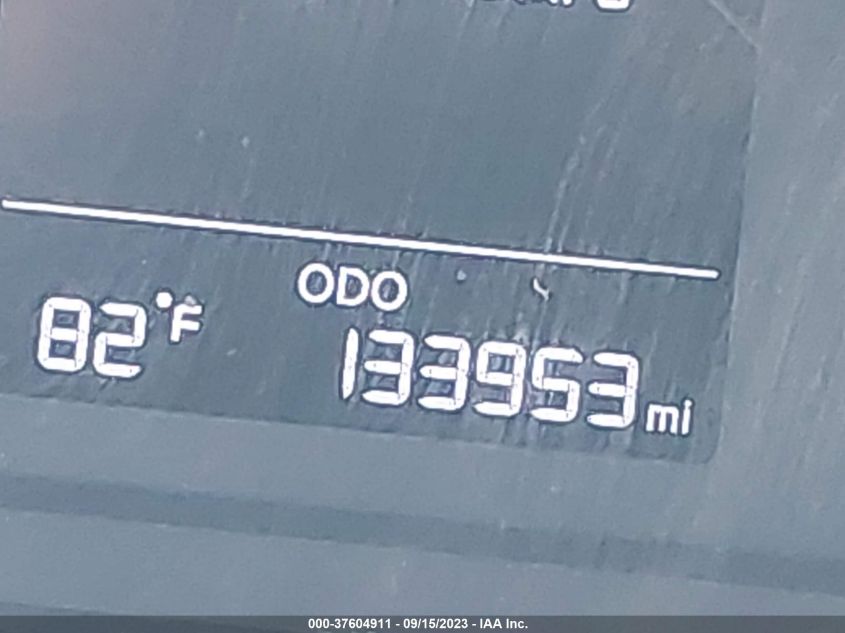 ODO
82°F 133953 mi
000-37604911 - 09/15/2023 - IAA Inc.